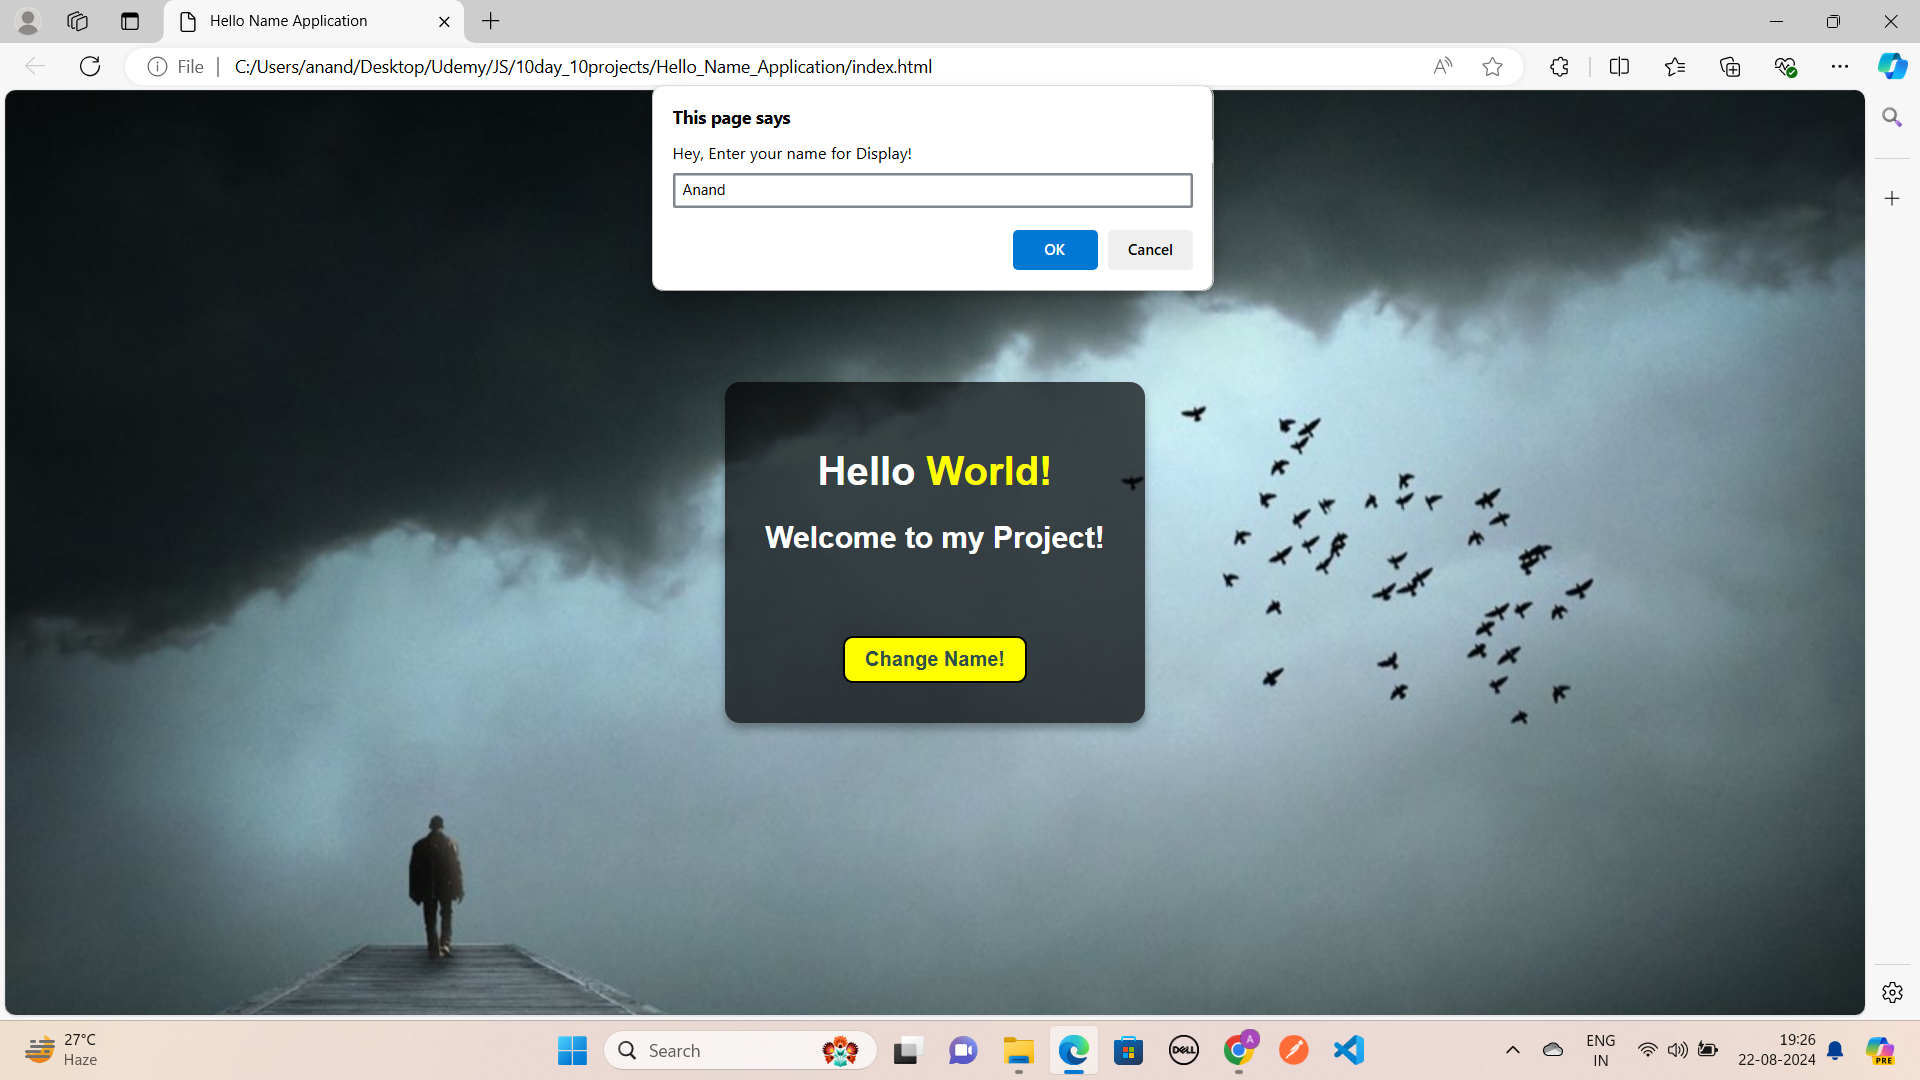 Hello Name Application
File
C:/Users/anand/Desktop/Udemy/JS/10day_10projects/Hello_Name_Application/index.html
This page says
Hey, Enter your name for Display!
Anand
OK
Cancel
Hello World!
Welcome to my Project!
Change Name!
27°C
Haze
Search
DELL
A
ENG
IN
19:26
22-08-2024
PRE